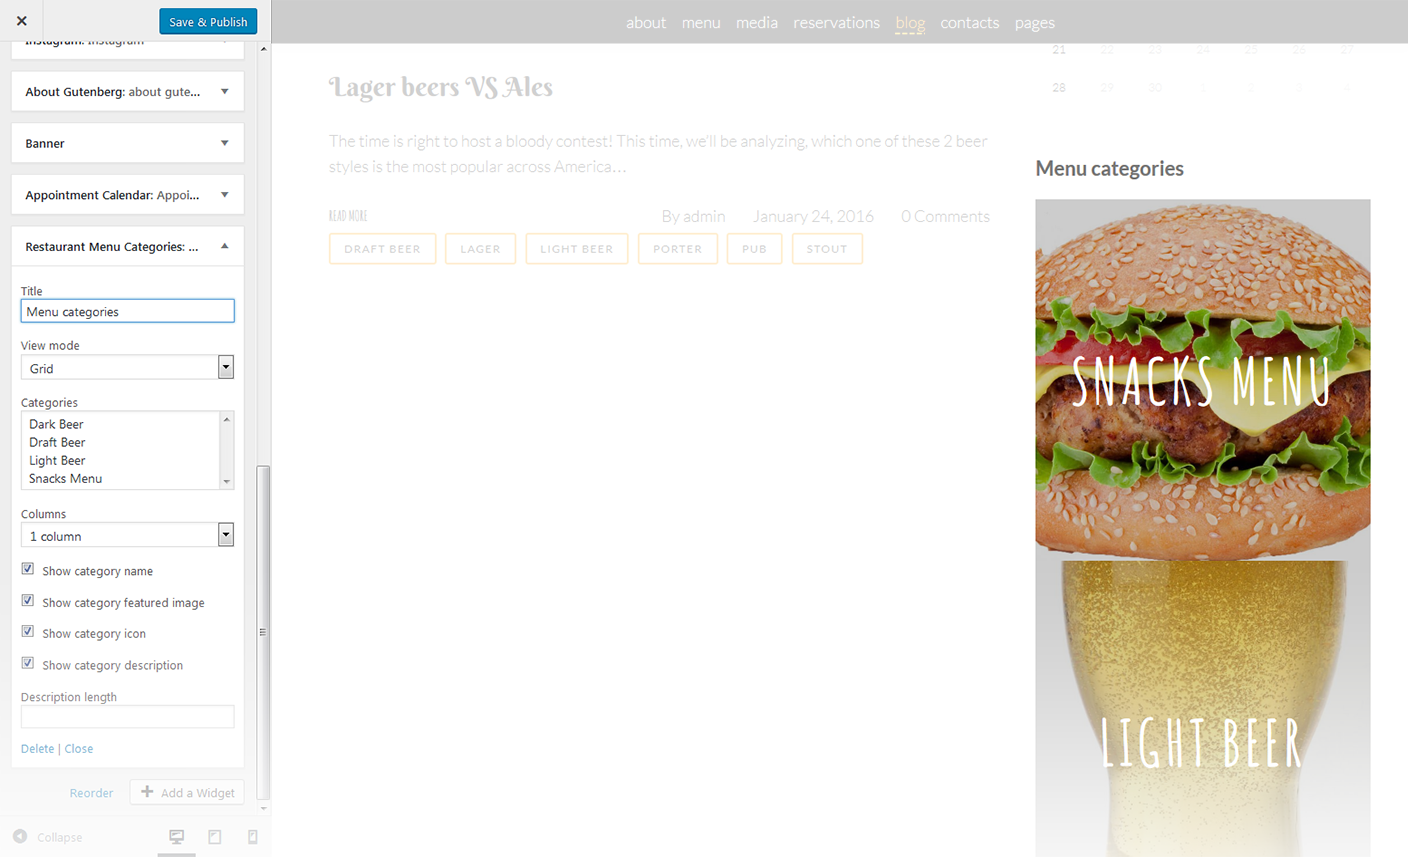 Save & Publish
Instagram: Instagram
About Gutenberg: about gute...
Banner
Appointment Calendar: Appoi...
Restaurant Menu Categories: ...
Title
Menu categories
View mode
Grid
Categories
Dark Beer
Draft Beer
Light Beer
Snacks Menu
Columns
1 column
Show category name
Show category featured image
Show category icon
Show category description
Description length
Delete | Close
Reorder
Add a Widget
Collapse
about menu media reservations blog contacts pages
Lager beers VS Ales
The time is right to host a bloody contest! This time, we'll be analyzing, which one of these 2 beer
styles is the most popular across America…
READ MORE By admin January 24, 2016 0 Comments
DRAFT BEER LAGER LIGHT BEER PORTER PUB STOUT
21 22 23 24 25 26 27
28 29 30 1 2 3 4
Menu categories
SNACKS MENU
LIGHT BEER